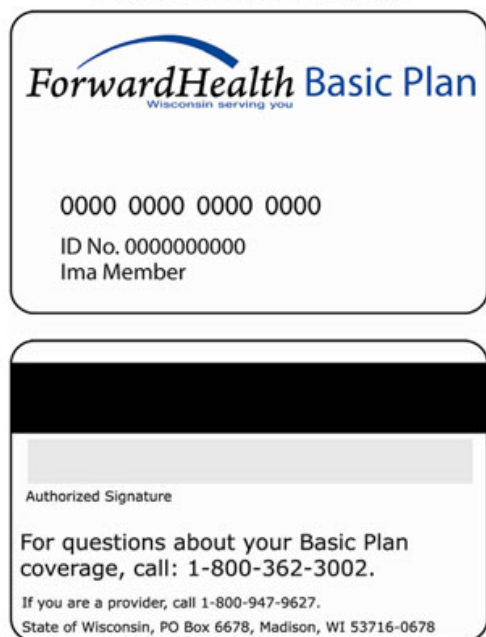 ForwardHealth Basic Plan
Wisconsin serving you
0000 0000 0000 0000
ID No. 0000000000
Ima Member
Authorized Signature
For questions about your Basic Plan
coverage, call: 1-800-362-3002.
If you are a provider, call 1-800-947-9627.
State of Wisconsin, PO Box 6678, Madison, WI 53716-0678